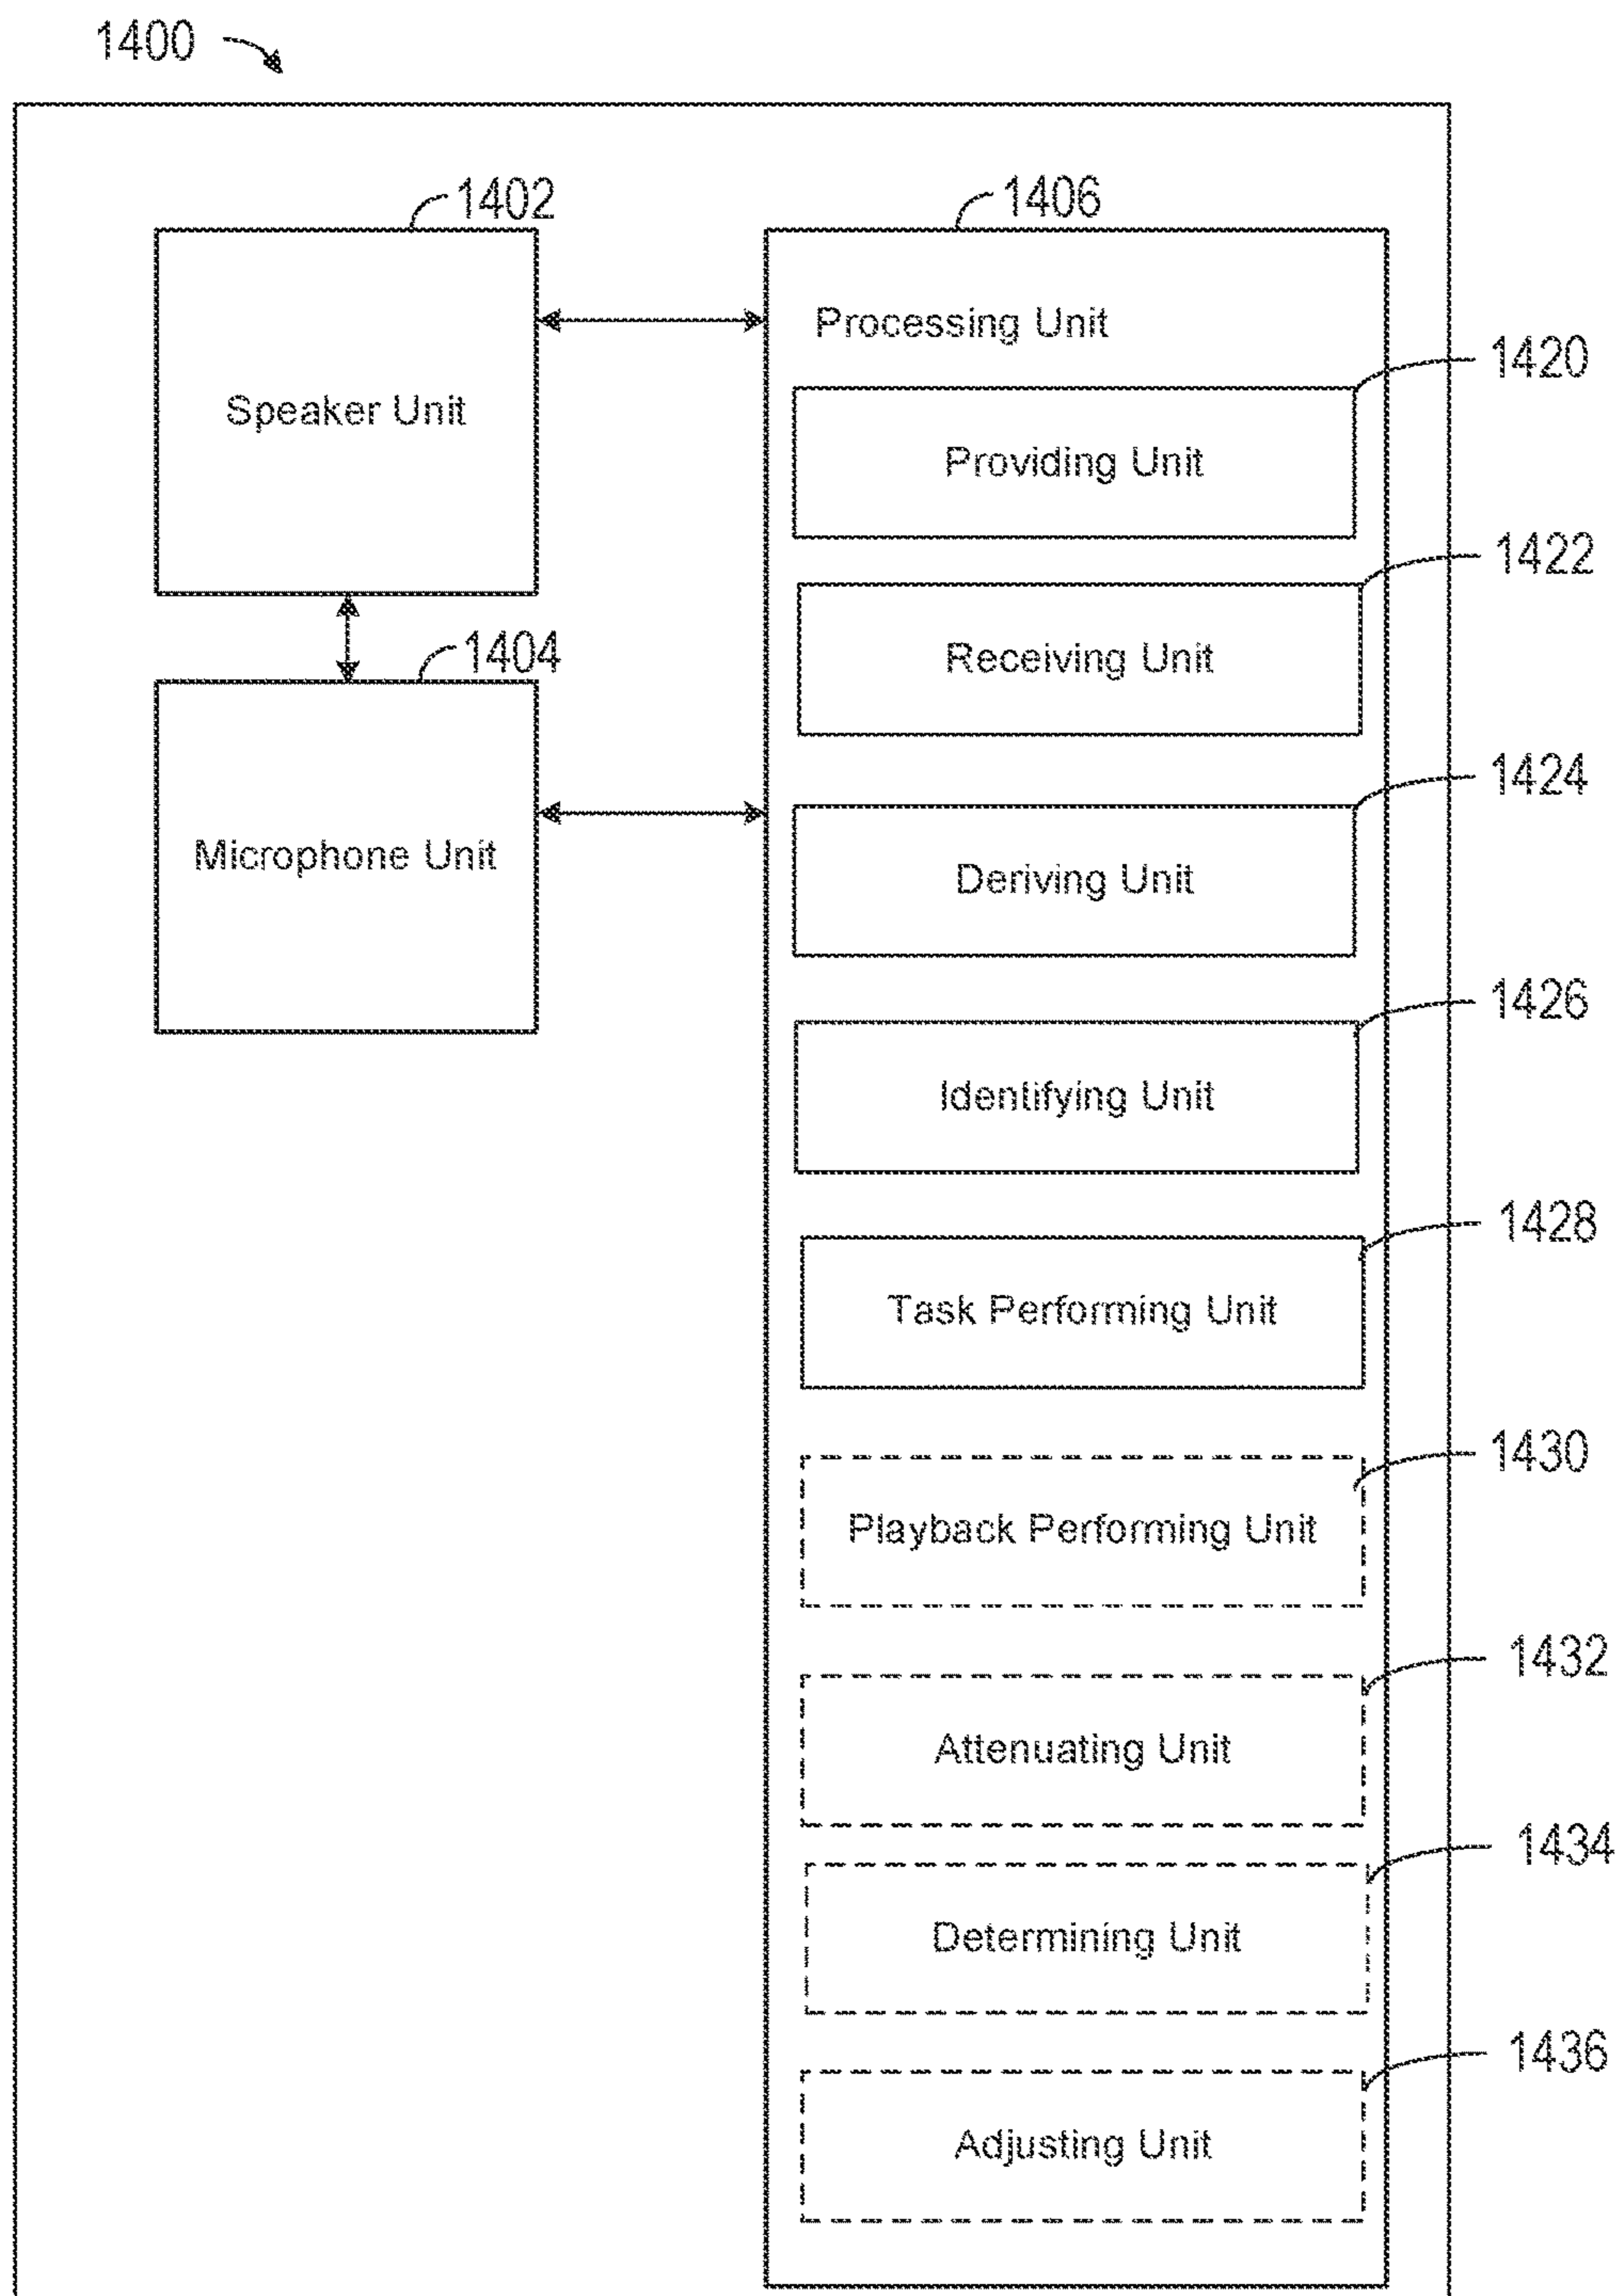 1400
1402
1406
Speaker Unit
Processing Unit
1420
Providing Unit
1422
1404
Receiving Unit
Microphone Unit
1424
Deriving Unit
1426
Identifying Unit
1428
Task Performing Unit
1430
Playback Performing Unit
1432
Attenuating Unit
1434
Determining Unit
1436
Adjusting Unit